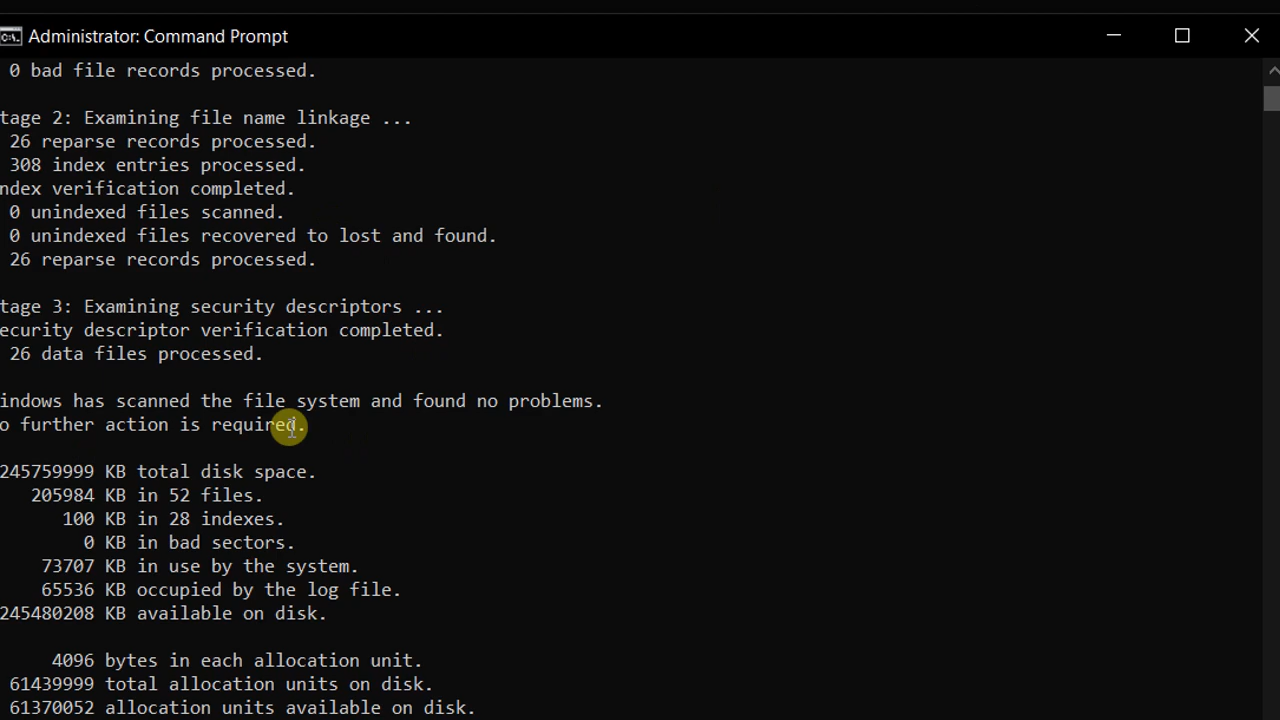 Administrator: Command Prompt
0 bad file records processed.
tage 2: Examining file name linkage ...
26 reparse records processed.
308 index entries processed.
ndex verification completed.
0 unindexed files scanned.
0 unindexed files recovered to lost and found.
26 reparse records processed.
tage 3: Examining security descriptors ...
ecurity descriptor verification completed.
26 data files processed.
indows has scanned the file system and found no problems.
o further action is required.
245759999 KB total disk space.
205984 KB in 52 files.
100 KB in 28 indexes.
0 KB in bad sectors.
73707 KB in use by the system.
65536 KB occupied by the log file.
245480208 KB available on disk.
4096 bytes in each allocation unit.
61439999 total allocation units on disk.
61370052 allocation units available on disk.